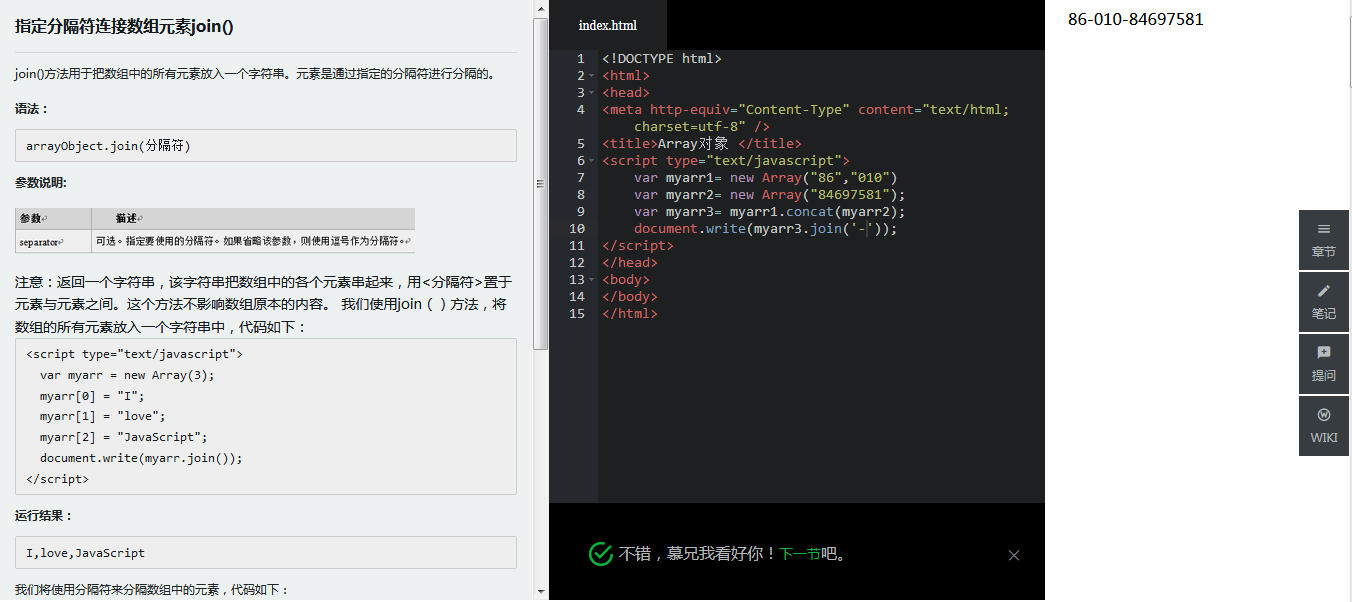 指定分隔符连接数组元素join()
join()方法用于把数组中的所有元素放入一个字符串。元素是通过指定的分隔符进行分隔的。
语法：
arrayObject.join(分隔符)
参数说明:
参数 描述
separator 可选。指定要使用的分隔符。如果省略该参数，则使用逗号作为分隔符。
注意：返回一个字符串，该字符串把数组中的各个元素串起来，用<分隔符>置于
元素与元素之间。这个方法不影响数组原本的内容。 我们使用join（）方法，将
数组的所有元素放入一个字符串中，代码如下：
<script type="text/javascript">
var myarr = new Array(3);
myarr[0] = "I";
myarr[1] = "love";
myarr[2] = "JavaScript";
document.write(myarr.join());
</script>
运行结果：
I,love,JavaScript
我们将使用分隔符来分隔数组中的元素，代码如下：
index.html
1 <!DOCTYPE html>
2 <html>
3 <head>
4 <meta http-equiv="Content-Type" content="text/html;
charset=utf-8" />
5 <title>Array对象 </title>
6 <script type="text/javascript">
7 var myarr1= new Array("86","010")
8 var myarr2= new Array("84697581");
9 var myarr3= myarr1.concat(myarr2);
10 document.write(myarr3.join('-'));
11 </script>
12 </head>
13 <body>
14 </body>
15 </html>
不错，慕兄我看好你！下一节吧。
86-010-84697581
章节
笔记
提问
WIKI